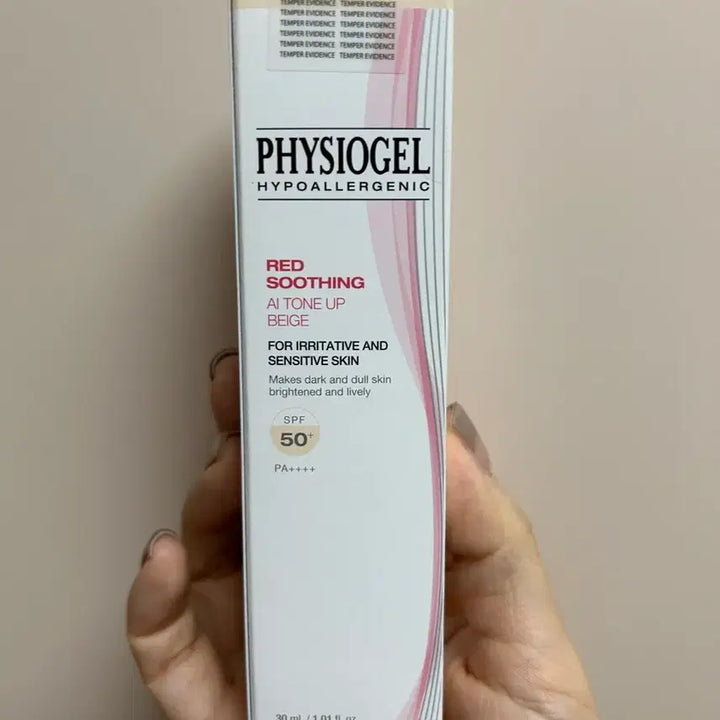 TEMPER EVIDENCE TEMPER EVIDENCE
TEMPER EVIDENCE TEMPER EVIDENCE
TEMPER EVIDENCE TEMPER EVIDENCE
TEMPER EVIDENCE TEMPER EVIDENCE
TEMPER EVIDENCE TEMPER EVIDENCE
TEMPER EVIDENCE TEMPER EVIDENCE
PHYSIOGEL
HYPOALLERGENIC
RED
SOOTHING
AI TONE UP
BEIGE
FOR IRRITATIVE AND
SENSITIVE SKIN
Makes dark and dull skin
brightened and lively
SPF
50+
PA++++
30 mL / 1.01 fl. oz